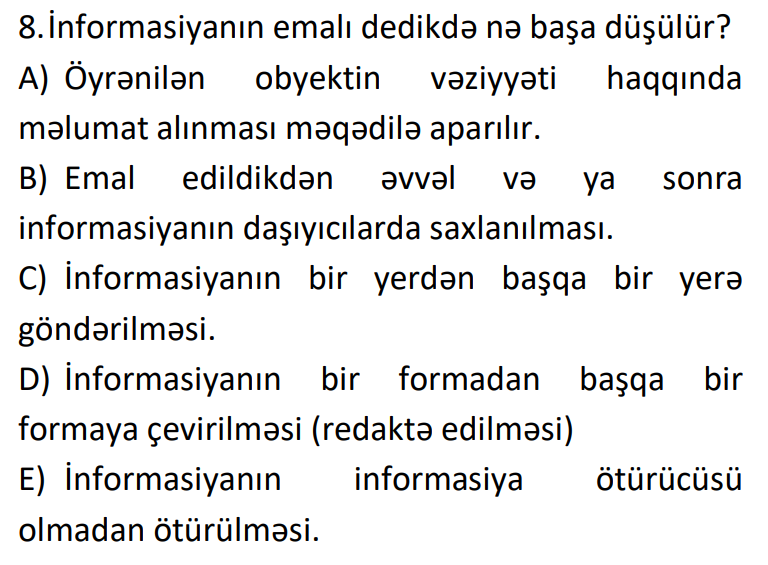 8.İnformasiyanın emalı dedikdə nə başa düşülür?
A) Öyrənilən obyektin vəziyyəti haqqında
məlumat alınması məqədilə aparılır.
B) Emal edildikdən əvvəl və ya sonra
informasiyanın daşıyıcılarda saxlanılması.
C) İnformasiyanın bir yerdən başqa bir yerə
göndərilməsi.
D) İnformasiyanın bir formadan başqa bir
formaya çevirilməsi (redaktə edilməsi)
E) İnformasiyanın informasiya ötürücüsü
olmadan ötürülməsi.